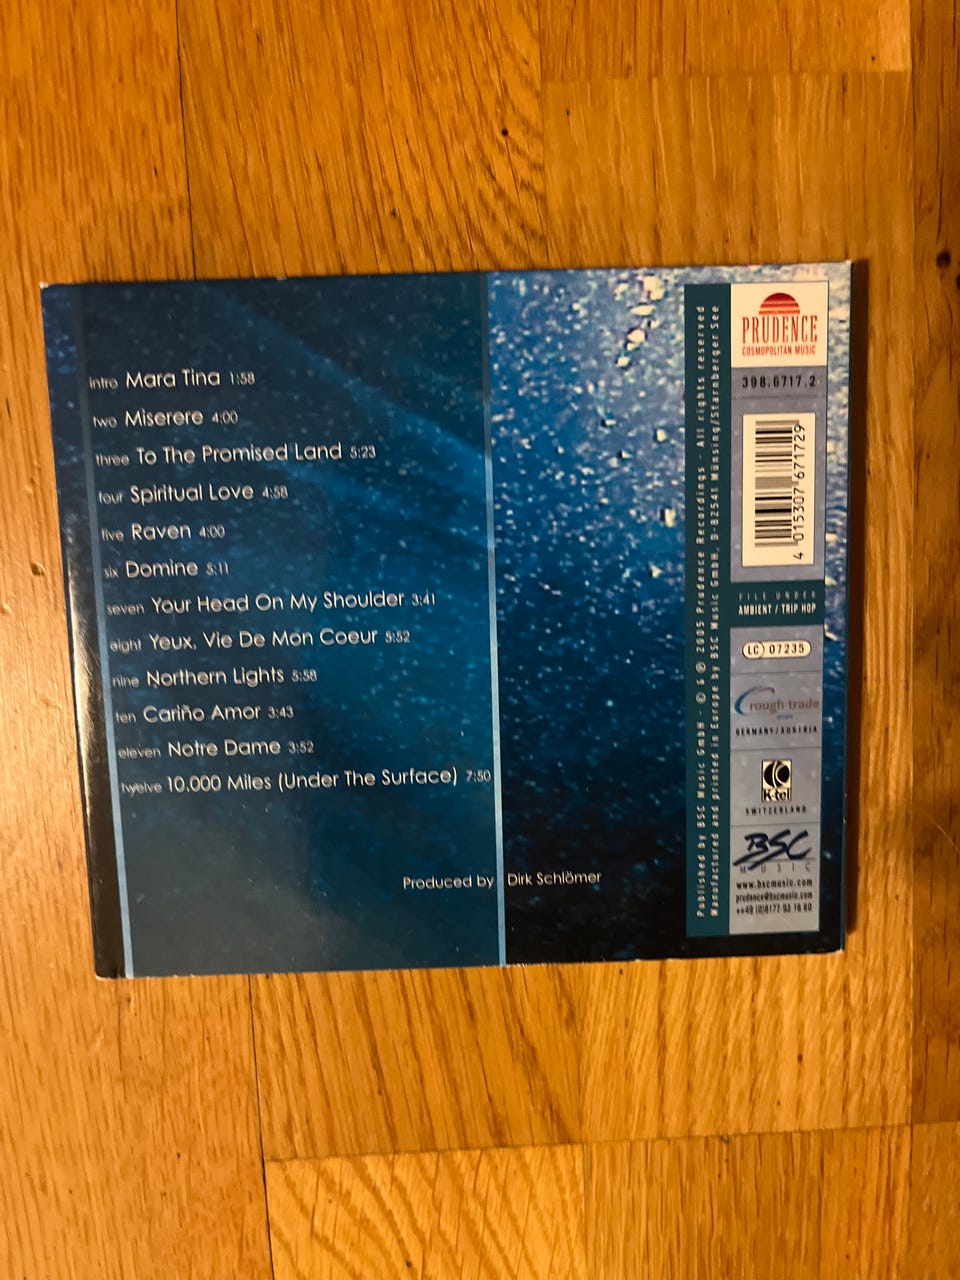 intro Mara Tina 1:58
two Miserere 4:00
three To The Promised Land 5:23
four Spiritual Love 4:58
five Raven 4:00
six Domine 5:11
seven Your Head On My Shoulder 3:41
eight Yeux, Vie De Mon Coeur 5:52
nine Northern Lights 5:58
ten Cariño Amor 3:43
eleven Notre Dame 3:52
twelve 10.000 Miles (Under The Surface) 7:50
Produced by Dirk Schlömer
Published by BSC Music GmbH - © & ℗ 2005 Prudence Recordings - All rights reserved
Manufactured and printed in Europe by BSC Music GmbH, D-82541 Münsing/Starnberger See
PRUDENCE
COSMOPOLITAN MUSIC
398.6717.2
4 015307 671729
FILE UNDER
AMBIENT / TRIP HOP
LC 07235
rough trade
GERMANY/AUSTRIA
K-tel
SWITZERLAND
BSC
MUSIC
www.bscmusic.com
prudence@bscmusic.com
++49 (0)8177 93 16 60